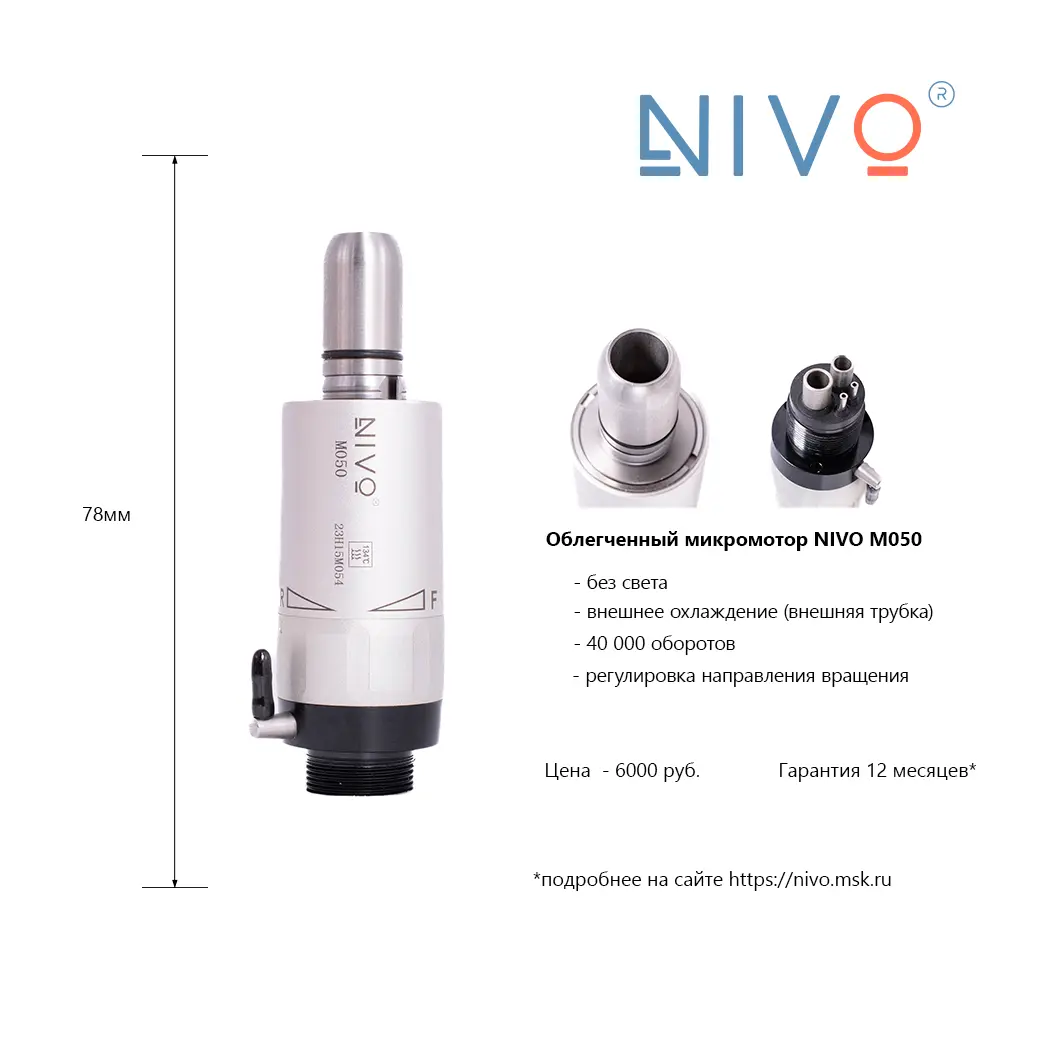 NIVO®
78мм
NIVO®
M050
134°C
23H15M054
R
F
Облегченный микромотор NIVO M050
- без света
- внешнее охлаждение (внешняя трубка)
- 40 000 оборотов
- регулировка направления вращения
Цена - 6000 руб. Гарантия 12 месяцев*
*подробнее на сайте https://nivo.msk.ru